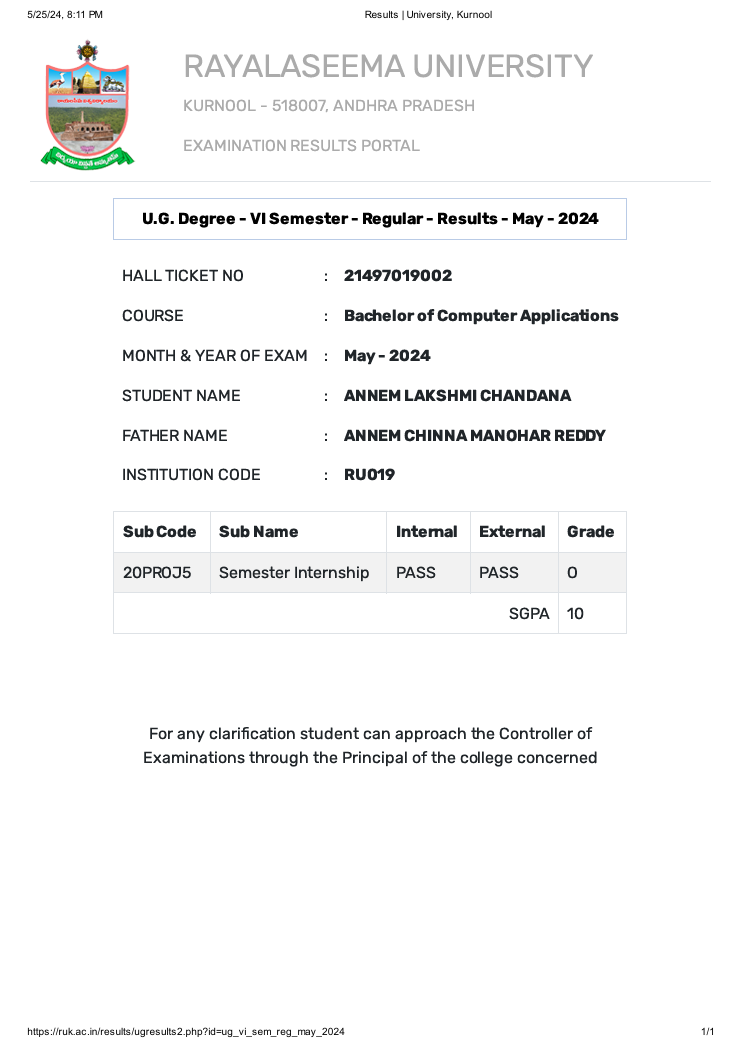 5/25/24, 8:11 PM Results | University, Kurnool
RAYALASEEMA UNIVERSITY
KURNOOL - 518007, ANDHRA PRADESH
EXAMINATION RESULTS PORTAL
U.G. Degree - VI Semester - Regular - Results - May - 2024
HALL TICKET NO : 21497019002
COURSE : Bachelor of Computer Applications
MONTH & YEAR OF EXAM : May - 2024
STUDENT NAME : ANNEM LAKSHMI CHANDANA
FATHER NAME : ANNEM CHINNA MANOHAR REDDY
INSTITUTION CODE : RU019
Sub Code Sub Name Internal External Grade
20PROJ5 Semester Internship PASS PASS O
SGPA 10
For any clarification student can approach the Controller of
Examinations through the Principal of the college concerned
https://ruk.ac.in/results/ugresults2.php?id=ug_vi_sem_reg_may_2024 1/1